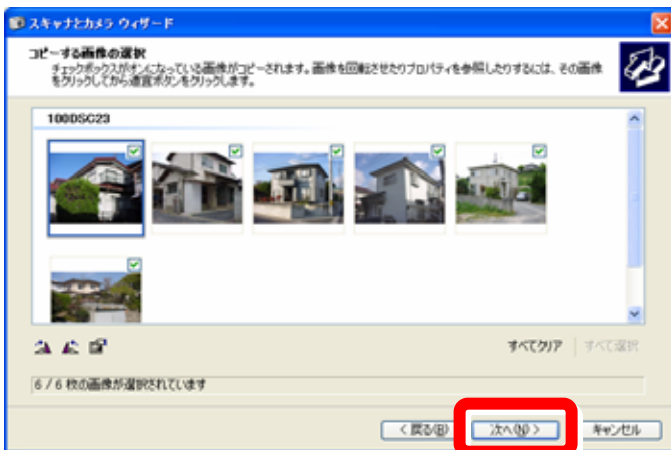 スキャナとカメラ ウィザード
コピーする画像の選択
チェックボックスがオンになっている画像がコピーされます。画像を回転させたりプロパティを参照したりするには、その画像
をクリックしてから適宜ボタンをクリックします。
100DSC23
すべてクリア すべて選択
6 / 6 枚の画像が選択されています
< 戻る(B) 次へ(N) > キャンセル